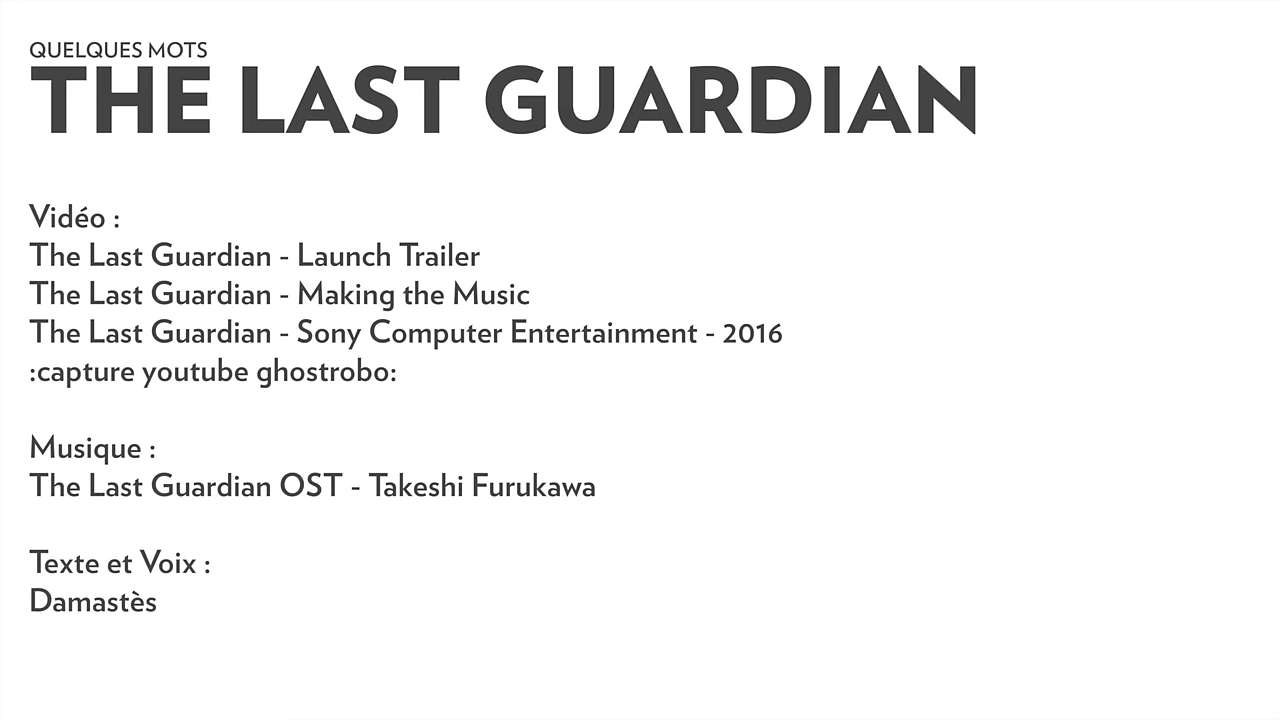 QUELQUES MOTS
THE LAST GUARDIAN
Vidéo :
The Last Guardian - Launch Trailer
The Last Guardian - Making the Music
The Last Guardian - Sony Computer Entertainment - 2016
:capture youtube ghostrobo:
Musique :
The Last Guardian OST - Takeshi Furukawa
Texte et Voix :
Damastès